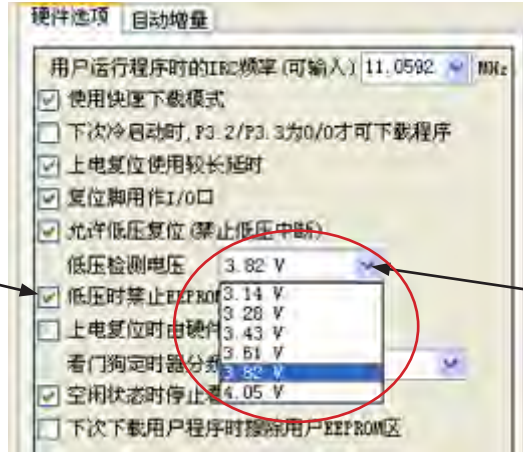 硬件选项 自动增量
用户运行程序时的IRC频率(可输入) 11.0592 MHz
使用快速下载模式
下次冷启动时,P3.2/P3.3为0/0才可下载程序
上电复位使用较长延时
复位脚用作I/O口
允许低压复位(禁止低压中断)
低压检测电压 3.82 V
低压时禁止EEPROM
3.14 V
3.28 V
上电复位时由硬件
3.43 V
看门狗定时器分
3.61 V
3.82 V
空闲状态时停止
4.05 V
下次下载用户程序时擦除用户EEPROM区